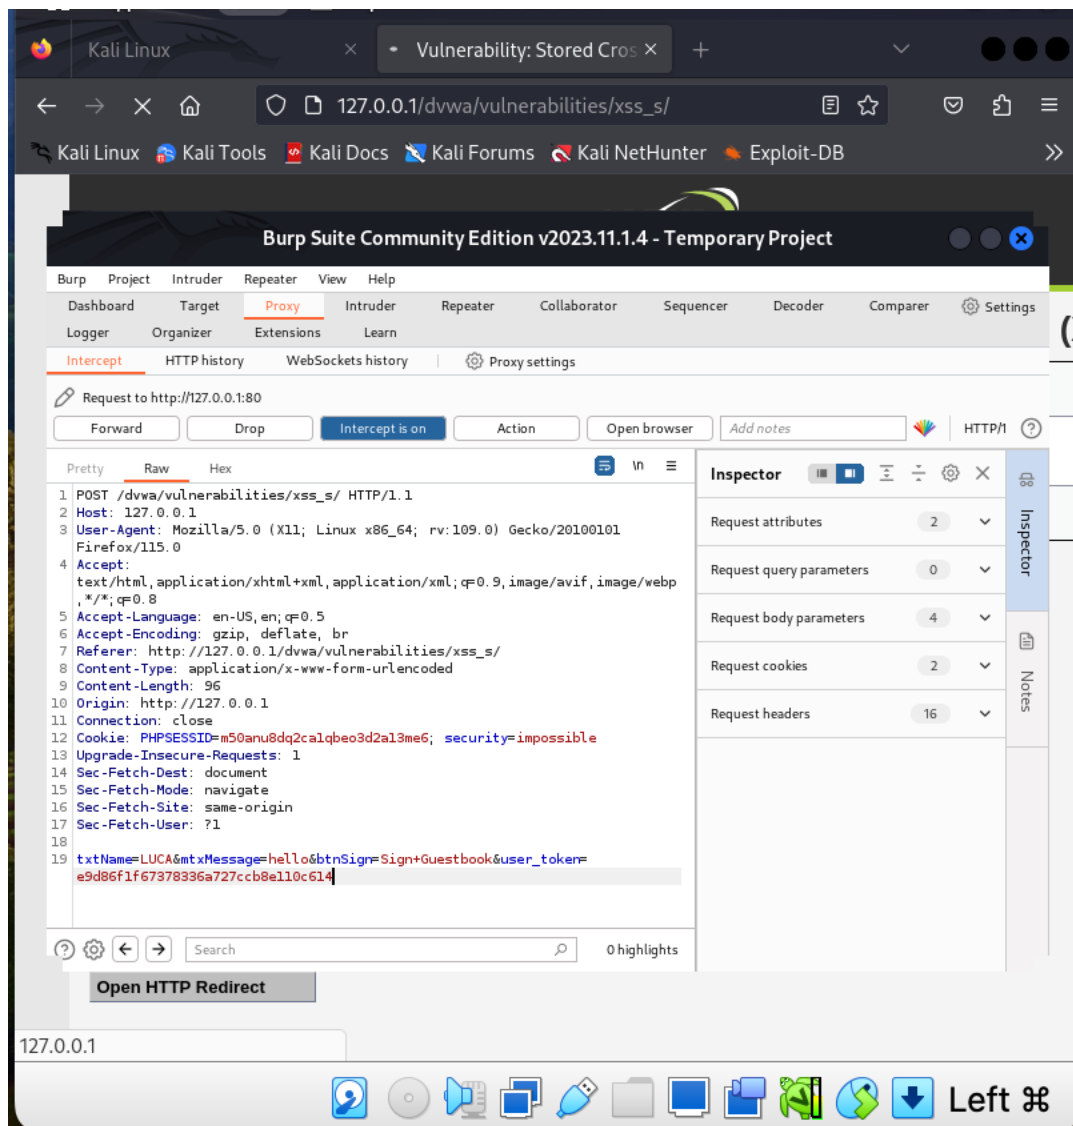 Kali Linux
Vulnerability: Stored Cros
127.0.0.1/dvwa/vulnerabilities/xss_s/
Kali Linux Kali Tools Kali Docs Kali Forums Kali NetHunter Exploit-DB
Burp Suite Community Edition v2023.11.1.4 - Temporary Project
Burp Project Intruder Repeater View Help
Dashboard Target Proxy Intruder Repeater Collaborator Sequencer Decoder Comparer Settings
Logger Organizer Extensions Learn
Intercept HTTP history WebSockets history Proxy settings
Request to http://127.0.0.1:80
Forward Drop Intercept is on Action Open browser Add notes HTTP/1
Pretty Raw Hex \n
Inspector
1 POST /dvwa/vulnerabilities/xss_s/ HTTP/1.1
2 Host: 127.0.0.1
3 User-Agent: Mozilla/5.0 (X11; Linux x86_64; rv:109.0) Gecko/20100101
Firefox/115.0
4 Accept:
text/html,application/xhtml+xml,application/xml;q=0.9,image/avif,image/webp
,*/*;q=0.8
5 Accept-Language: en-US,en;q=0.5
6 Accept-Encoding: gzip, deflate, br
7 Referer: http://127.0.0.1/dvwa/vulnerabilities/xss_s/
8 Content-Type: application/x-www-form-urlencoded
9 Content-Length: 96
10 Origin: http://127.0.0.1
11 Connection: close
12 Cookie: PHPSESSID=m50anu8dq2ca1qbeo3d2a13me6; security=impossible
13 Upgrade-Insecure-Requests: 1
14 Sec-Fetch-Dest: document
15 Sec-Fetch-Mode: navigate
16 Sec-Fetch-Site: same-origin
17 Sec-Fetch-User: ?1
18
19 txtName=LUCA&mtxMessage=hello&btnSign=Sign+Guestbook&user_token=
e9d86f1f67378336a727ccb8e110c614
Request attributes 2
Request query parameters 0
Request body parameters 4
Request cookies 2
Request headers 16
Inspector
Notes
Search 0 highlights
Open HTTP Redirect
127.0.0.1
Left ⌘